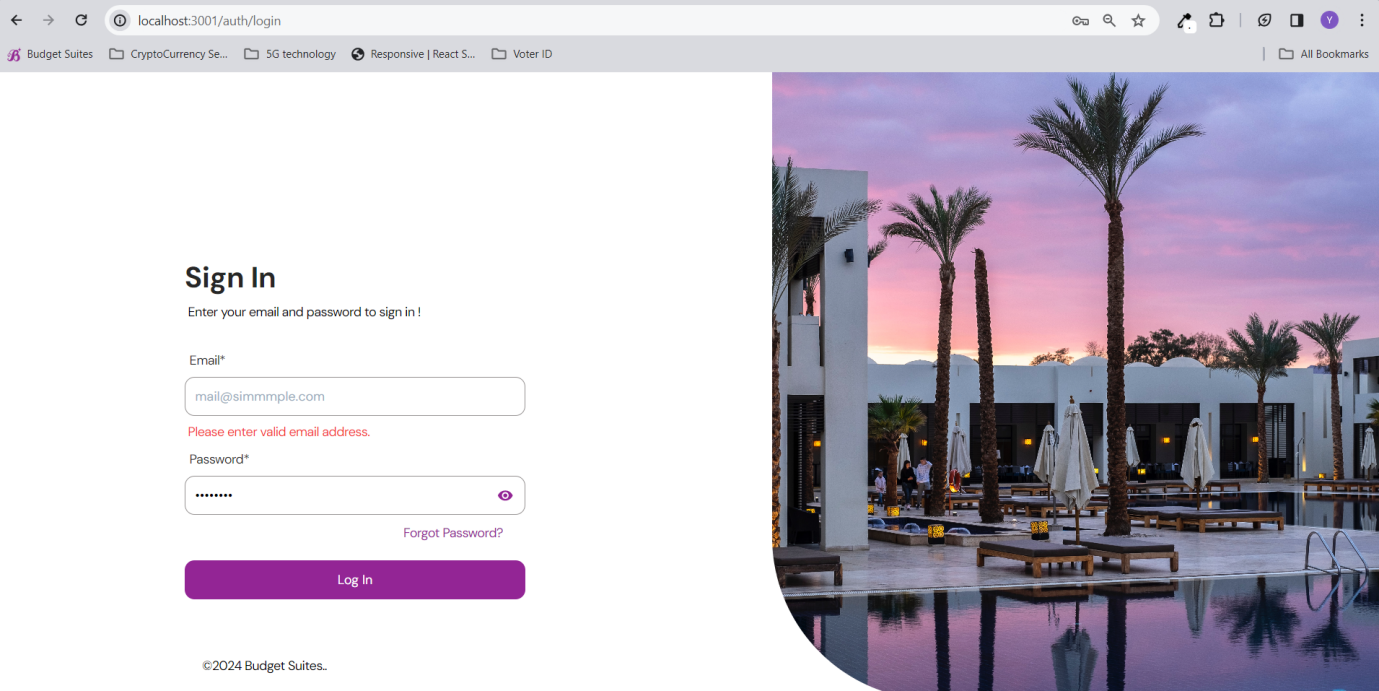 localhost:3001/auth/login
Y
Budget Suites
CryptoCurrency Se...
5G technology
Responsive | React S...
Voter ID
All Bookmarks
Sign In
Enter your email and password to sign in !
Email*
mail@simmmple.com
Please enter valid email address.
Password*
••••••••
Forgot Password?
Log In
©2024 Budget Suites..